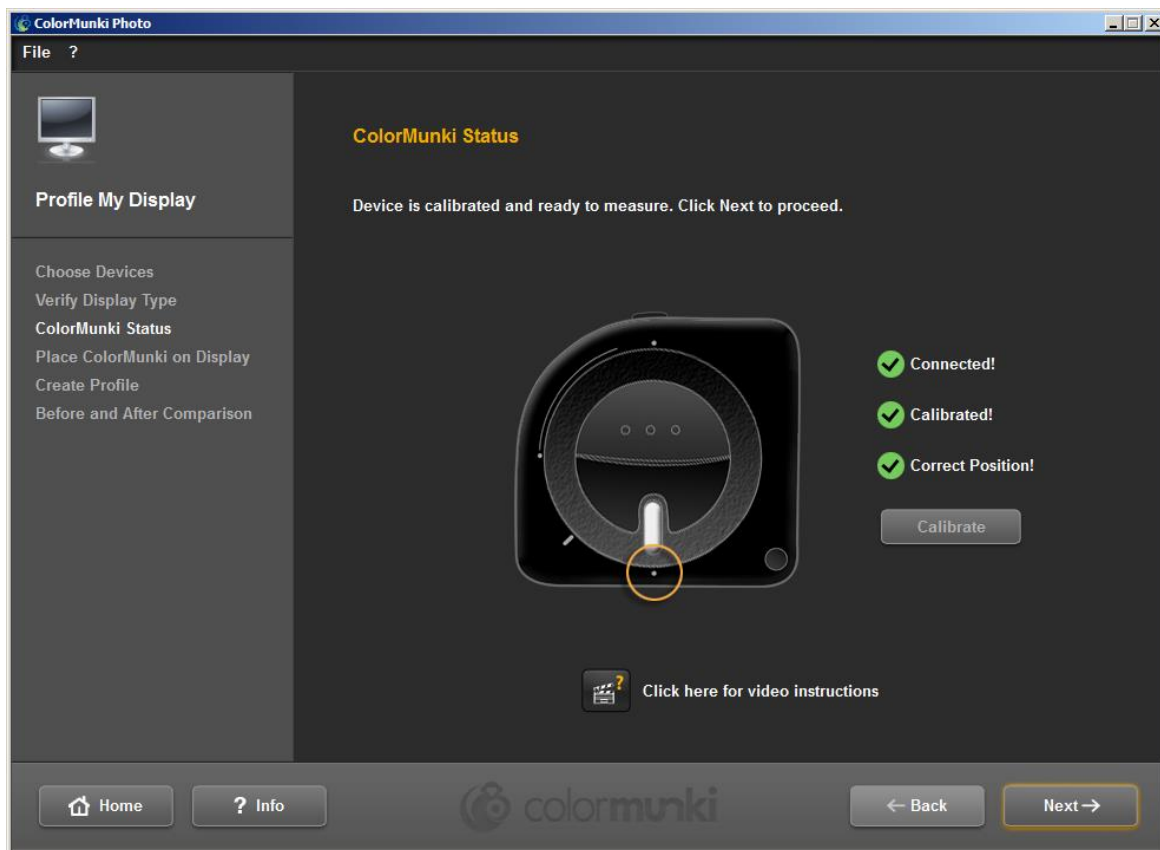 ColorMunki Photo
File ?
Profile My Display
Choose Devices
Verify Display Type
ColorMunki Status
Place ColorMunki on Display
Create Profile
Before and After Comparison
ColorMunki Status
Device is calibrated and ready to measure. Click Next to proceed.
Connected!
Calibrated!
Correct Position!
Calibrate
? Click here for video instructions
Home
? Info
colormunki
← Back
Next →